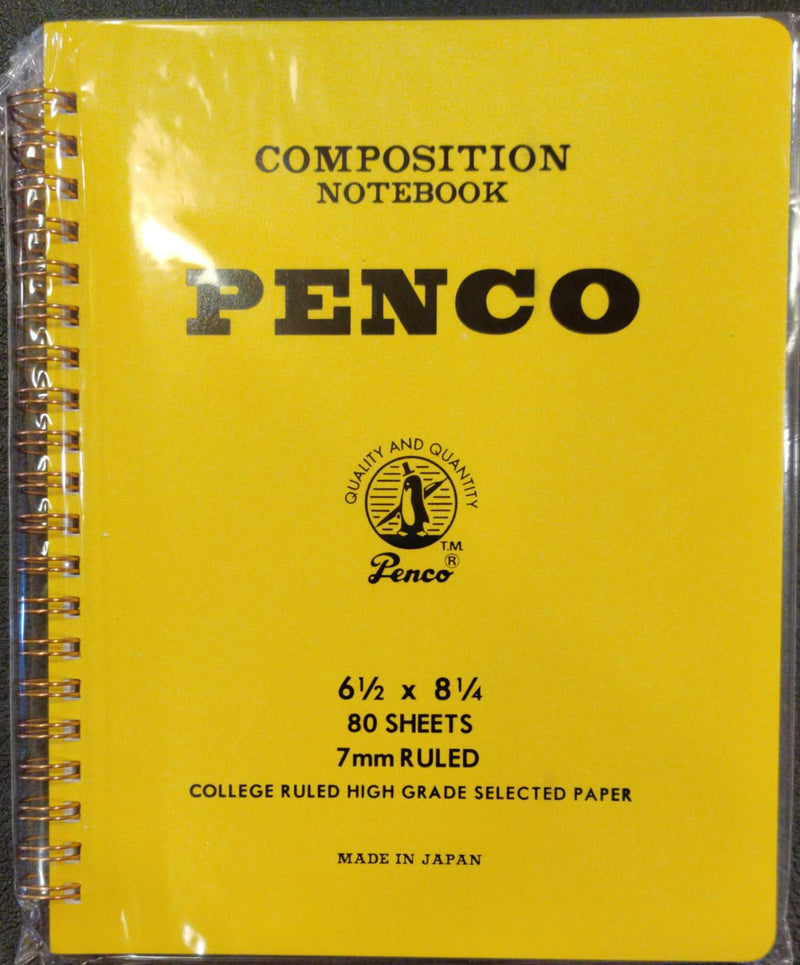 COMPOSITION
NOTEBOOK
PENCO
QUALITY AND QUANTITY
T.M.
Penco®
6½ x 8¼
80 SHEETS
7mm RULED
COLLEGE RULED HIGH GRADE SELECTED PAPER
MADE IN JAPAN